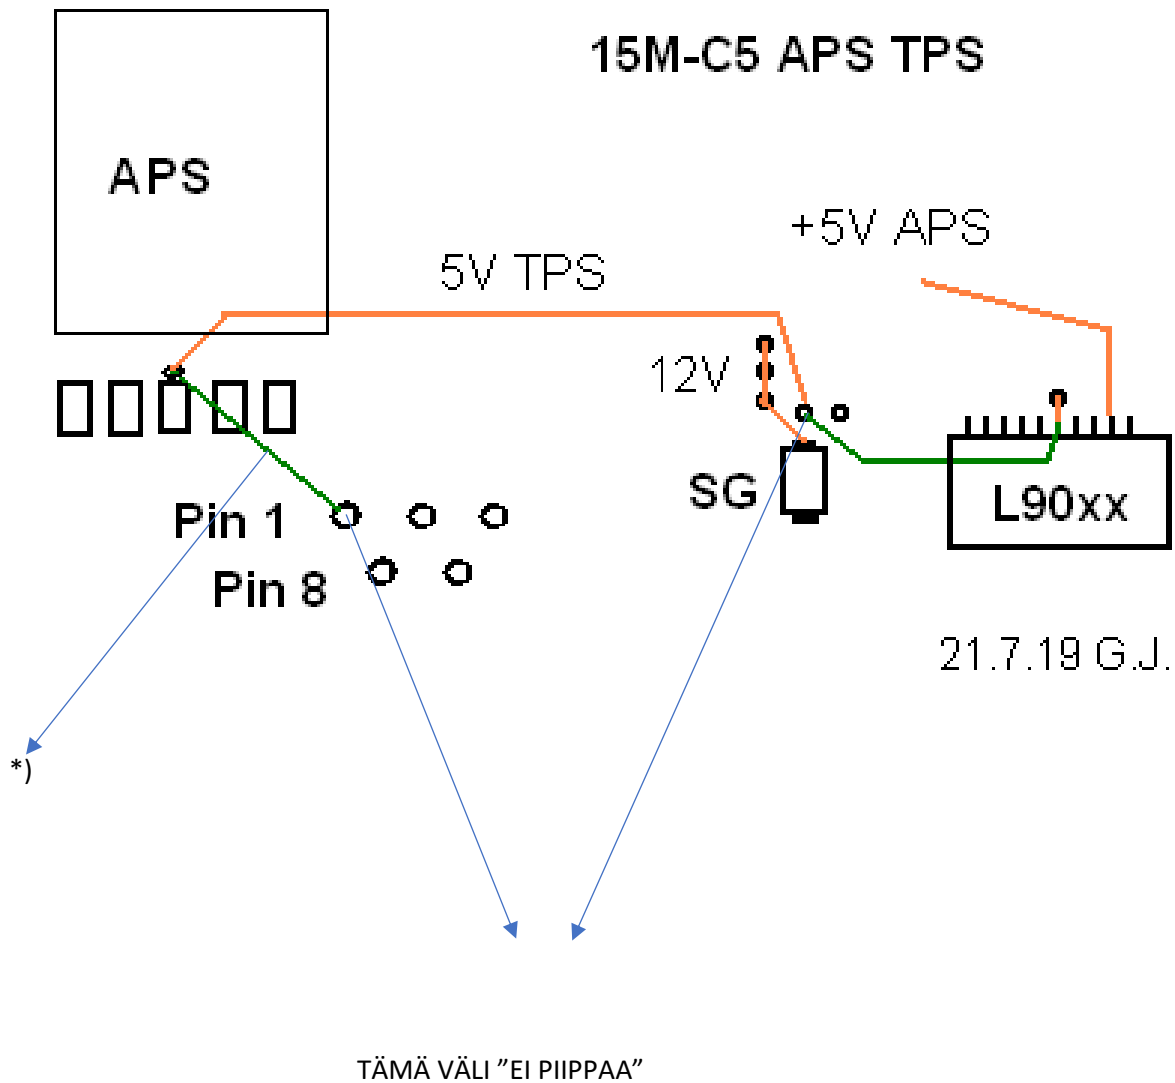 15M-C5 APS TPS
APS
+5V APS
5V TPS
12V
SG
L90xx
Pin 1
Pin 8
21.7.19 G.J.
*)
TÄMÄ VÄLI ”EI PIIPPAA”